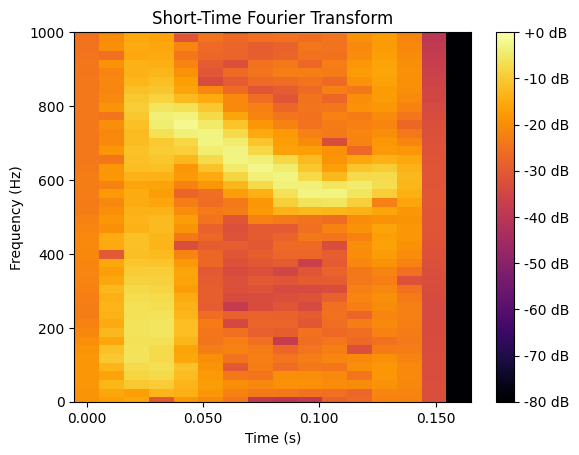 Short-Time Fourier Transform
1000
800
600
400
200
0
Frequency (Hz)
0.000
0.050
0.100
0.150
Time (s)
+0 dB
-10 dB
-20 dB
-30 dB
-40 dB
-50 dB
-60 dB
-70 dB
-80 dB